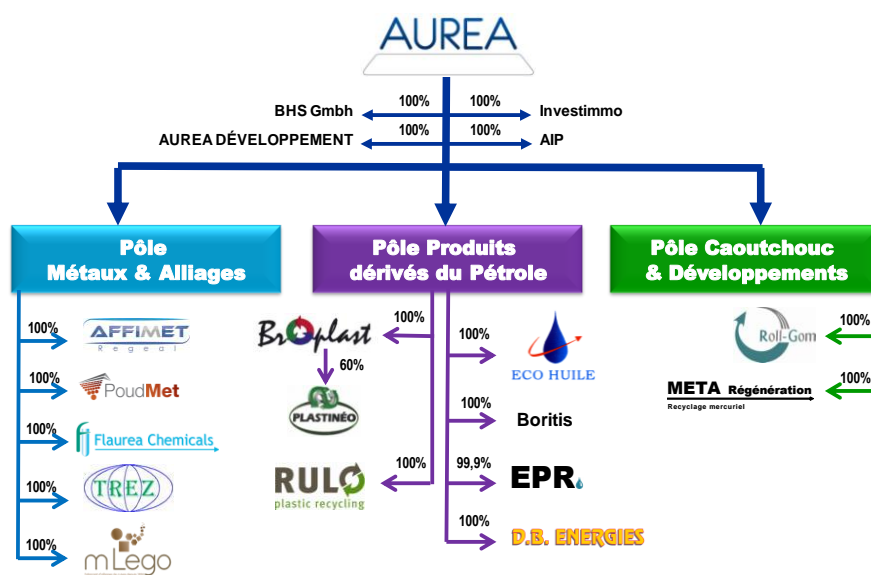 AUREA
BHS Gmbh 100% 100% Investimmo
AUREA DÉVELOPPEMENT 100% 100% AIP
Pôle
Métaux & Alliages
100% AFFIMET
Regeal
100% PoudMet
100% Flaurea Chemicals
100% TREZ
100% mLego
Pôle Produits
dérivés du Pétrole
Broplast 100%
60%
PLASTINÉO
RULO 100%
plastic recycling
100%
ECO HUILE
100% Boritis
99,9% EPR
100% D.B. ENERGIES
Pôle Caoutchouc
& Développements
Roll-Gom 100%
META Régénération 100%
Recyclage mercuriel